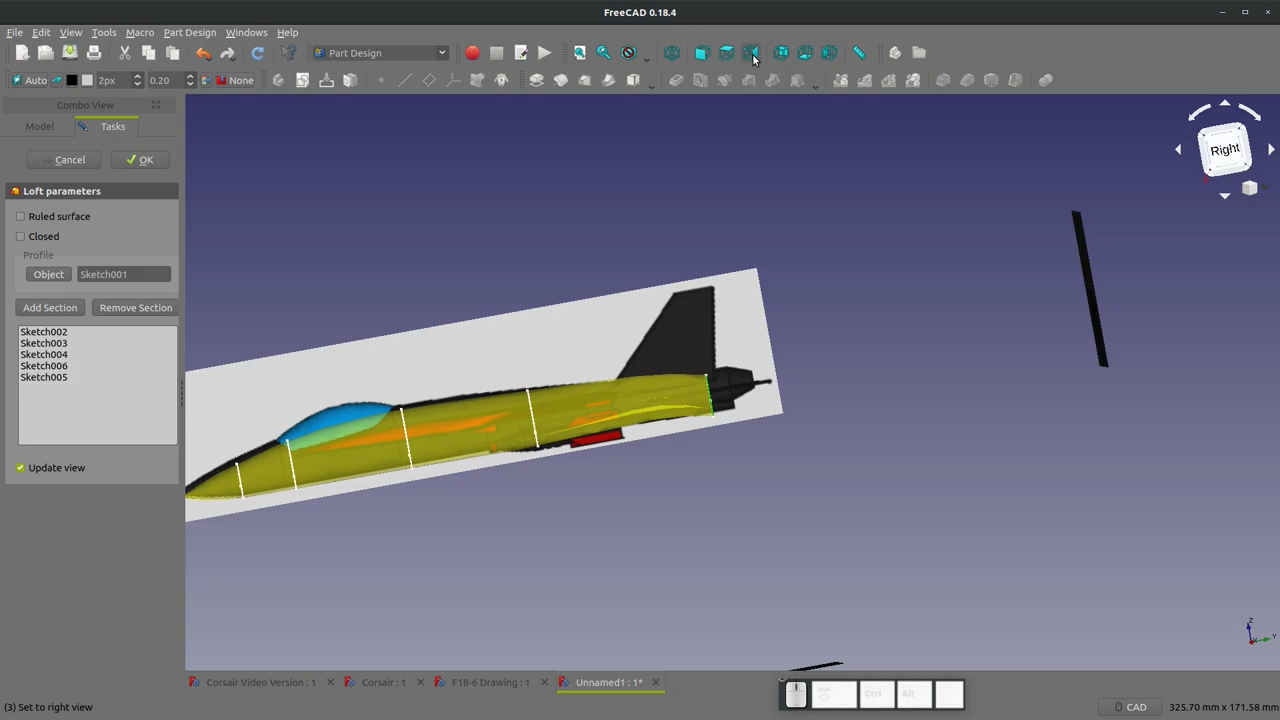 FreeCAD 0.18.4
File Edit View Tools Macro Part Design Windows Help
Part Design
Auto 2px 0.20 None
Combo View
Model Tasks
Cancel OK
Loft parameters
Ruled surface
Closed
Profile
Object Sketch001
Add Section Remove Section
Sketch002
Sketch003
Sketch004
Sketch006
Sketch005
Update view
Right
Z
Y
Corsair Video Version : 1 Corsair : 1 F18-6 Drawing : 1 Unnamed1 : 1*
Ctrl Alt
(3) Set to right view CAD 325.70 mm x 171.58 mm